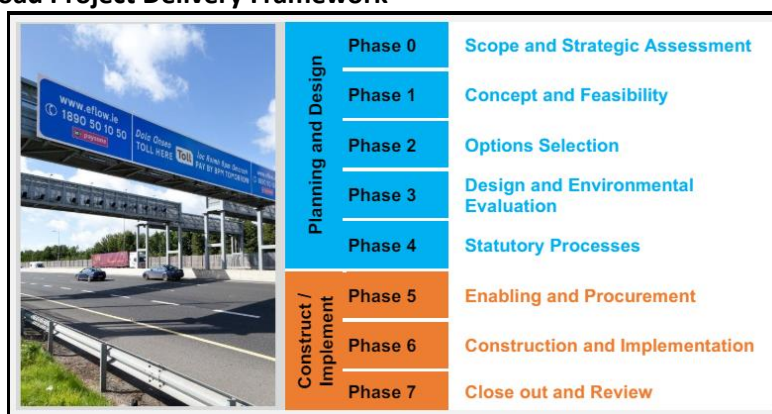 oad Project Delivery Framework
www.eflow.ie
1890 50 10 50
Dola Chun
TOLL HERE
Toll
PAY BY 8PM TOMORROW
Planning and Design
Phase 0 Scope and Strategic Assessment
Phase 1 Concept and Feasibility
Phase 2 Options Selection
Phase 3 Design and Environmental
Evaluation
Phase 4 Statutory Processes
Construct /
Implement
Phase 5 Enabling and Procurement
Phase 6 Construction and Implementation
Phase 7 Close out and Review